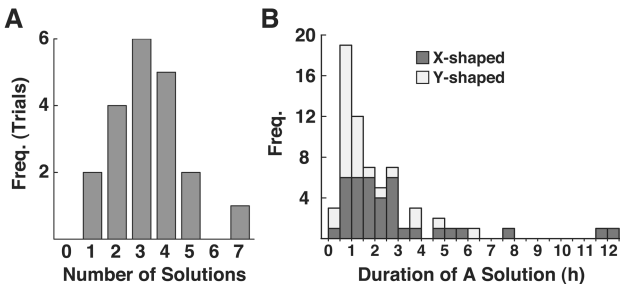 A
Freq. (Trials)
6
4
2
0 1 2 3 4 5 6 7
Number of Solutions
B
Freq.
20
16
12
8
4
X-shaped
Y-shaped
0 1 2 3 4 5 6 7 8 9 10 11 12
Duration of A Solution (h)